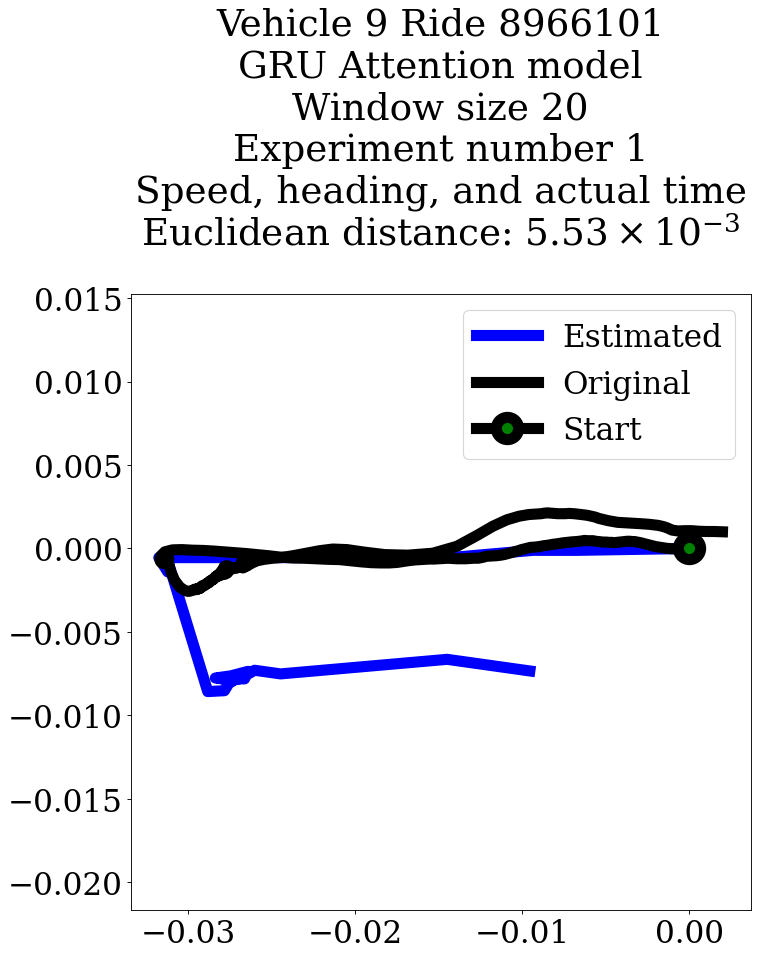 Vehicle 9 Ride 8966101
GRU Attention model
Window size 20
Experiment number 1
Speed, heading, and actual time
Euclidean distance: 5.53 × 10⁻³
0.015
0.010
0.005
0.000
−0.005
−0.010
−0.015
−0.020
Estimated
Original
Start
−0.03
−0.02
−0.01
0.00